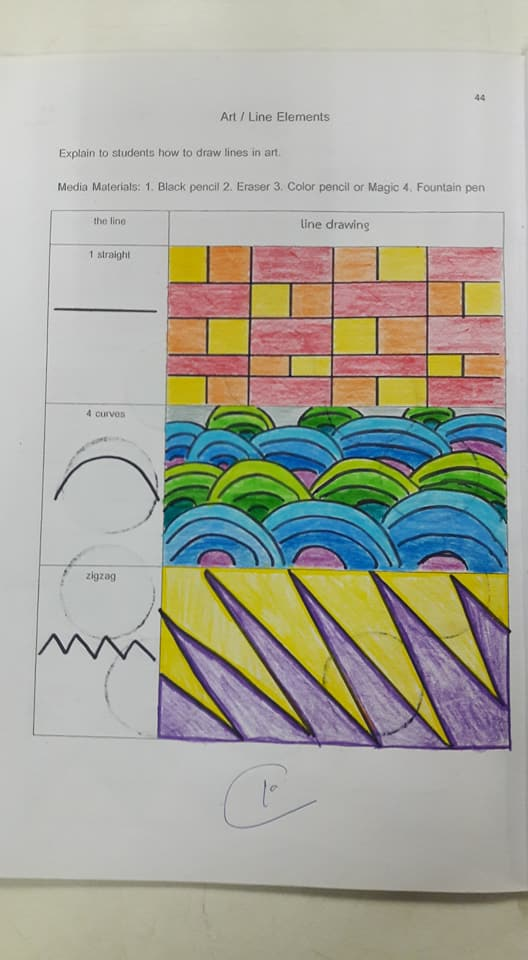 44
Art / Line Elements
Explain to students how to draw lines in art.
Media Materials: 1. Black pencil 2. Eraser 3. Color pencil or Magic 4. Fountain pen
the line
line drawing
1 straight
4 curves
zigzag